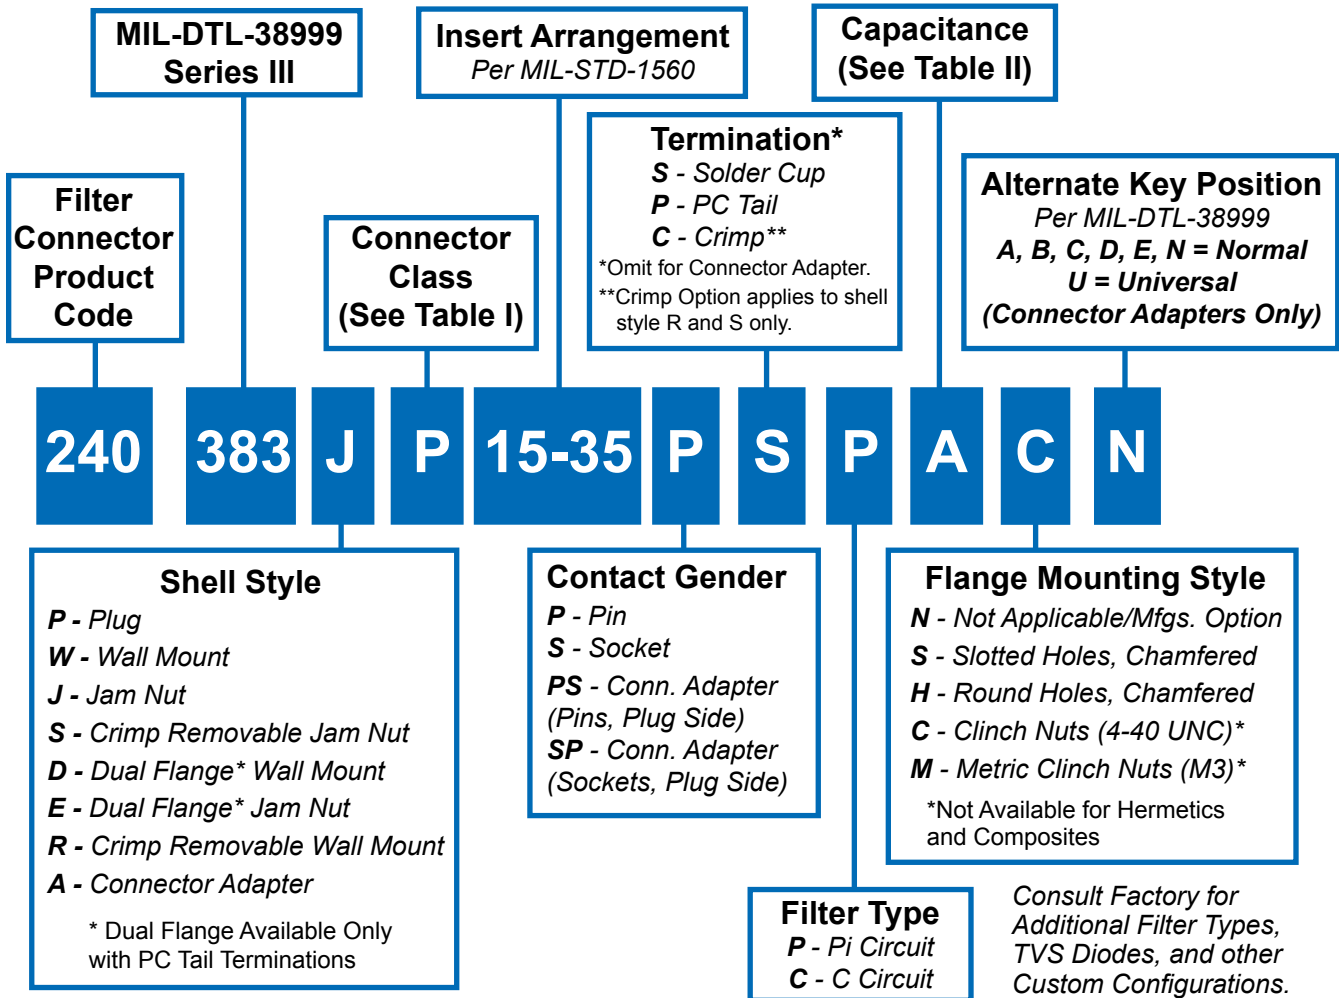 MIL-DTL-38999
Series III
Insert Arrangement
Per MIL-STD-1560
Capacitance
(See Table II)
Filter
Connector
Product
Code
Connector
Class
(See Table I)
Termination*
S - Solder Cup
P - PC Tail
C - Crimp**
*Omit for Connector Adapter.
**Crimp Option applies to shell
style R and S only.
Alternate Key Position
Per MIL-DTL-38999
A, B, C, D, E, N = Normal
U = Universal
(Connector Adapters Only)
240 383 J P 15-35 P S P A C N
Shell Style
P - Plug
W - Wall Mount
J - Jam Nut
S - Crimp Removable Jam Nut
D - Dual Flange* Wall Mount
E - Dual Flange* Jam Nut
R - Crimp Removable Wall Mount
A - Connector Adapter
* Dual Flange Available Only
with PC Tail Terminations
Contact Gender
P - Pin
S - Socket
PS - Conn. Adapter
(Pins, Plug Side)
SP - Conn. Adapter
(Sockets, Plug Side)
Filter Type
P - Pi Circuit
C - C Circuit
Flange Mounting Style
N - Not Applicable/Mfgs. Option
S - Slotted Holes, Chamfered
H - Round Holes, Chamfered
C - Clinch Nuts (4-40 UNC)*
M - Metric Clinch Nuts (M3)*
*Not Available for Hermetics
and Composites
Consult Factory for
Additional Filter Types,
TVS Diodes, and other
Custom Configurations.